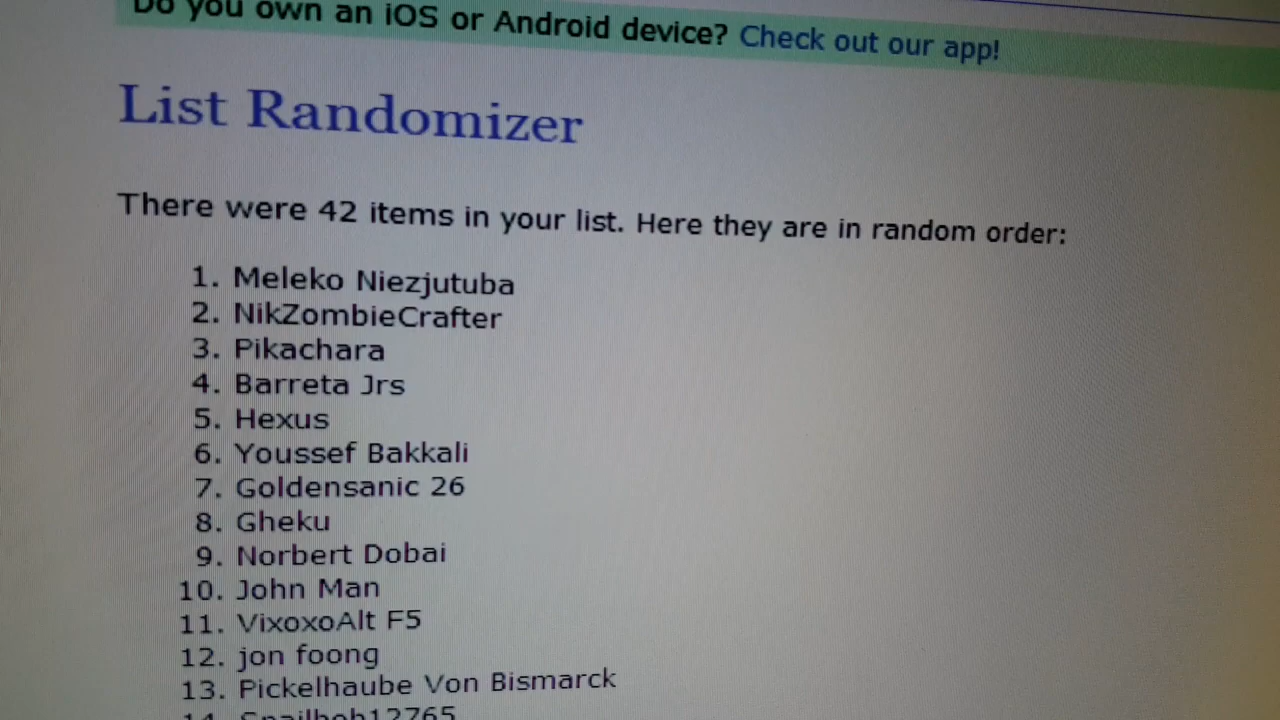 Do you own an iOS or Android device? Check out our app!
List Randomizer
There were 42 items in your list. Here they are in random order:
1. Meleko Niezjutuba
2. NikZombieCrafter
3. Pikachara
4. Barreta Jrs
5. Hexus
6. Youssef Bakkali
7. Goldensanic 26
8. Gheku
9. Norbert Dobai
10. John Man
11. VixoxoAlt F5
12. jon foong
13. Pickelhaube Von Bismarck
14. Snailbob12765